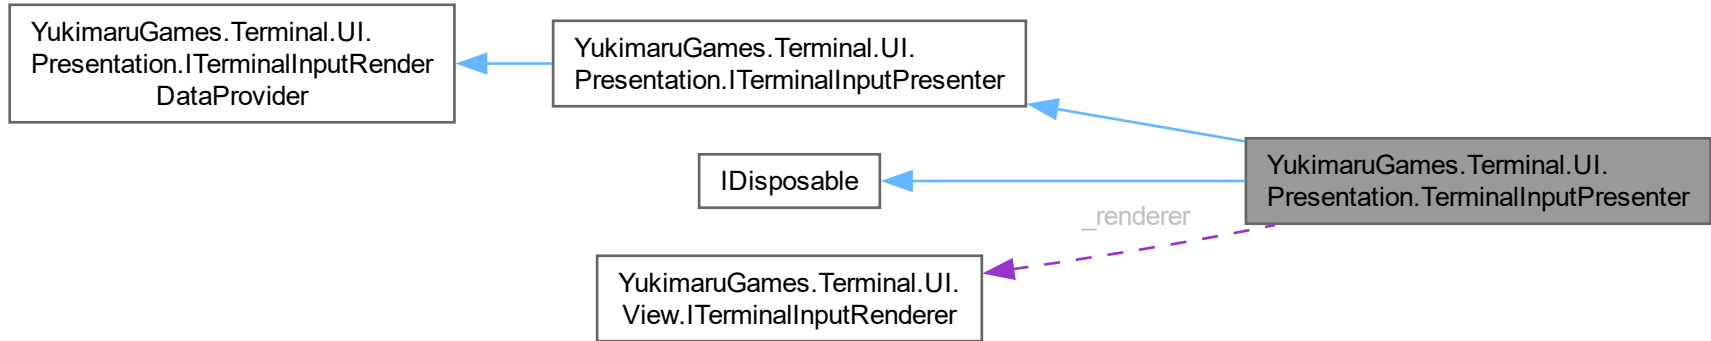 YukimaruGames.Terminal.UI.
Presentation.ITerminalInputRender
DataProvider
YukimaruGames.Terminal.UI.
Presentation.ITerminalInputPresenter
IDisposable
YukimaruGames.Terminal.UI.
Presentation.TerminalInputPresenter
_renderer
YukimaruGames.Terminal.UI.
View.ITerminalInputRenderer